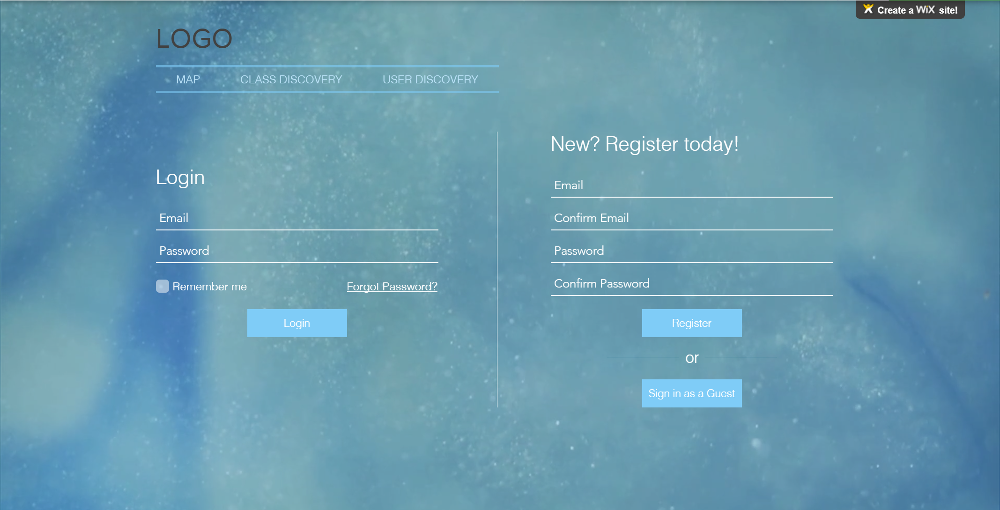 Create a WiX site!
LOGO
MAP CLASS DISCOVERY USER DISCOVERY
Login
Email
Password
Remember me Forgot Password?
Login
New? Register today!
Email
Confirm Email
Password
Confirm Password
Register
or
Sign in as a Guest